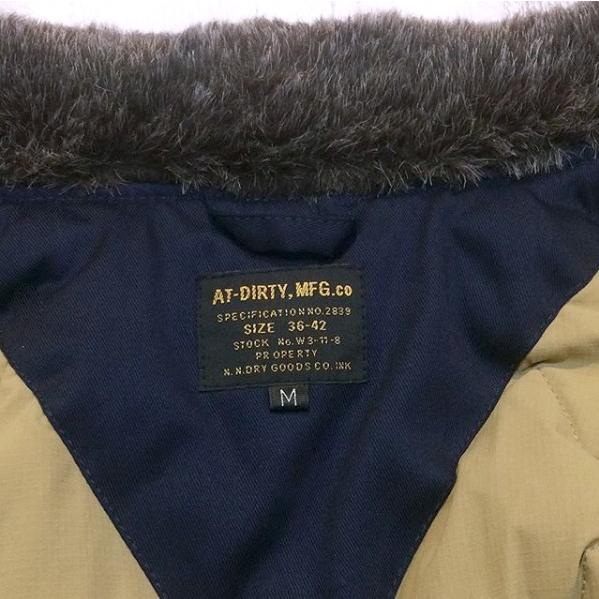 AT-DIRTY, MFG.co
SPECIFICATION NO. 2839
SIZE 36-42
STOCK No. W3-11-8
PROPERTY
N.N.DRY GOODS CO. INK
M